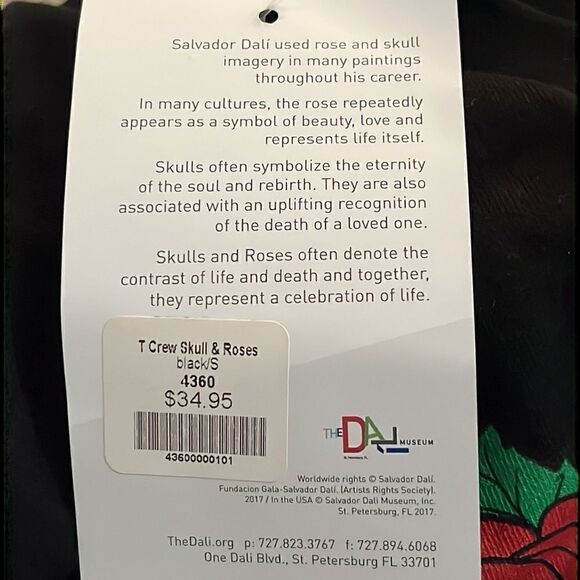 Salvador Dalí used rose and skull
imagery in many paintings
throughout his career.
In many cultures, the rose repeatedly
appears as a symbol of beauty, love and
represents life itself.
Skulls often symbolize the eternity
of the soul and rebirth. They are also
associated with an uplifting recognition
of the death of a loved one.
Skulls and Roses often denote the
contrast of life and death and together,
they represent a celebration of life.
T Crew Skull & Roses
black/S
4360
$34.95
43600000101
THE DALÍ MUSEUM
St. Petersburg, FL
Worldwide rights © Salvador Dalí.
Fundacion Gala-Salvador Dalí. (Artists Rights Society).
2017 / In the USA © Salvador Dali Museum, Inc.
St. Petersburg, FL 2017.
TheDali.org p: 727.823.3767 f: 727.894.6068
One Dali Blvd., St. Petersburg FL 33701